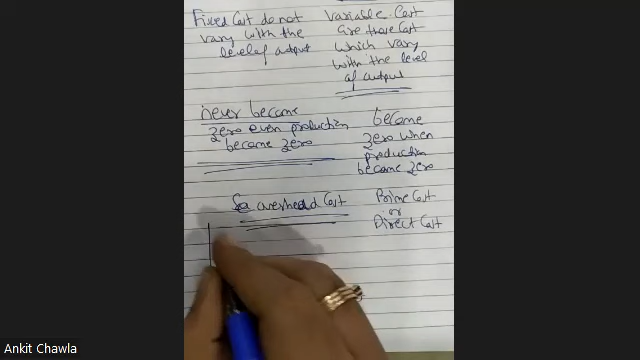 Fixed Cost do not
vary with the
level of output
Variable Cost
are those Cost
which vary
with the level
of output
never become
zero even production
become zero
become
zero when
production
become zero
overhead Cost
Prime Cost
or
Direct Cost
Ankit Chawla